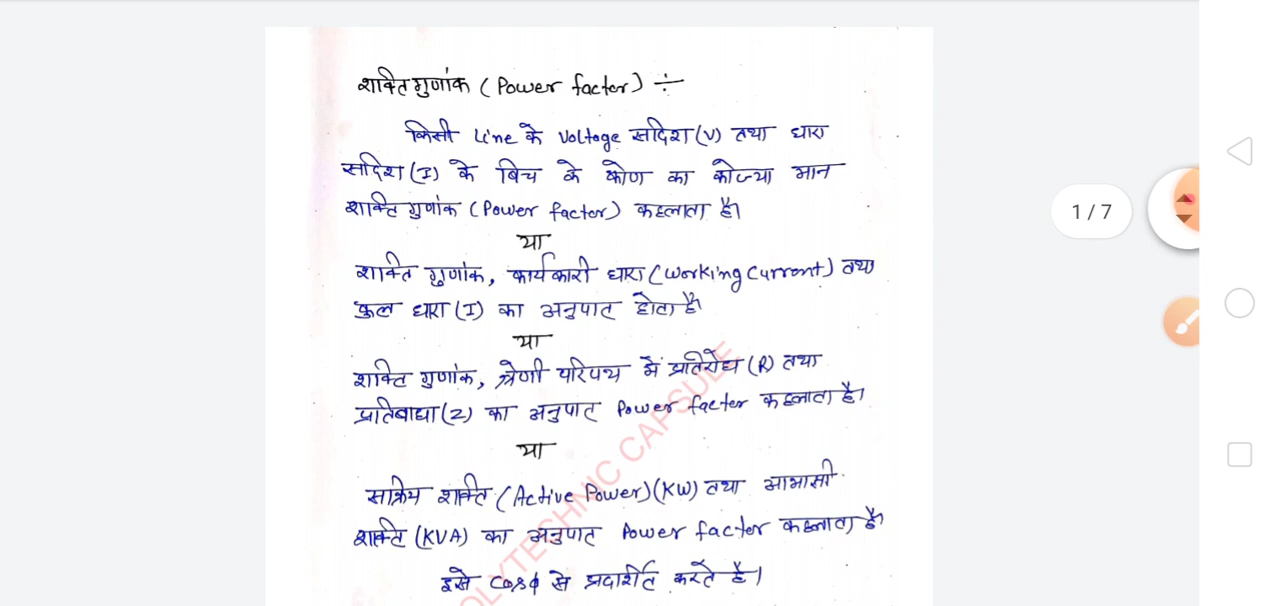 शक्ति गुणांक (Power factor) ÷
किसी Line के Voltage सदिश (V) तथा धारा
सदिश (I) के बिच के कोण का कोज्या मान
शक्ति गुणांक (Power factor) कहलाता है।
या
शक्ति गुणांक, कार्यकारी धारा (Working Current) तथा
कुल धारा (I) का अनुपात होता है
या
शक्ति गुणांक, श्रेणी परिपथ में प्रतिरोध (R) तथा
प्रतिबाधा (Z) का अनुपात Power factor कहलाता है।
या
सक्रिय शक्ति (Active Power) (KW) तथा आभासी
शक्ति (KVA) का अनुपात Power factor कहलाता है
इसे cosϕ से प्रदर्शित करते है।
1/7
POLYTECHNIC CAPSULE